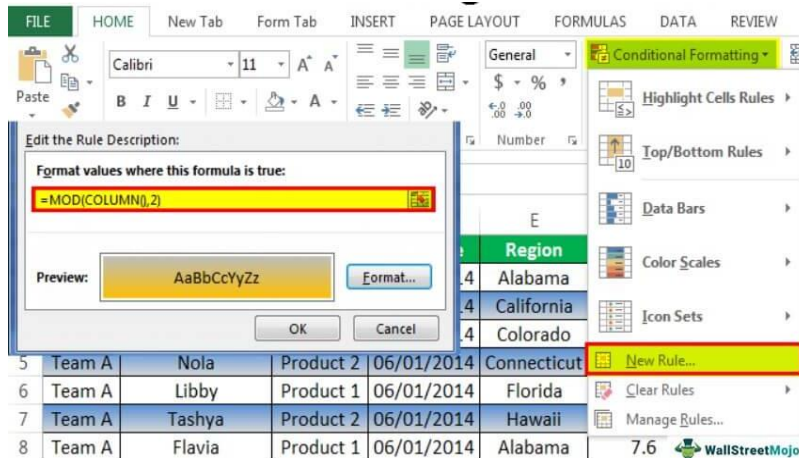 FILE HOME New Tab Form Tab INSERT PAGE LAYOUT FORMULAS DATA REVIEW
Calibri 11 A A General Conditional Formatting
Paste B I U A $ % ,
Edit the Rule Description: Number
Format values where this formula is true:
=MOD(COLUMN(),2)
Preview: AaBbCcYyZz Format...
OK Cancel
Highlight Cells Rules
Top/Bottom Rules
Data Bars
Color Scales
Icon Sets
New Rule...
Clear Rules
Manage Rules...
E
Region
4 Alabama
4 California
4 Colorado
5 Team A Nola Product 2 06/01/2014 Connecticut
6 Team A Libby Product 1 06/01/2014 Florida
7 Team A Tashya Product 2 06/01/2014 Hawaii
8 Team A Flavia Product 1 06/01/2014 Alabama 7.6
WallStreetMojo